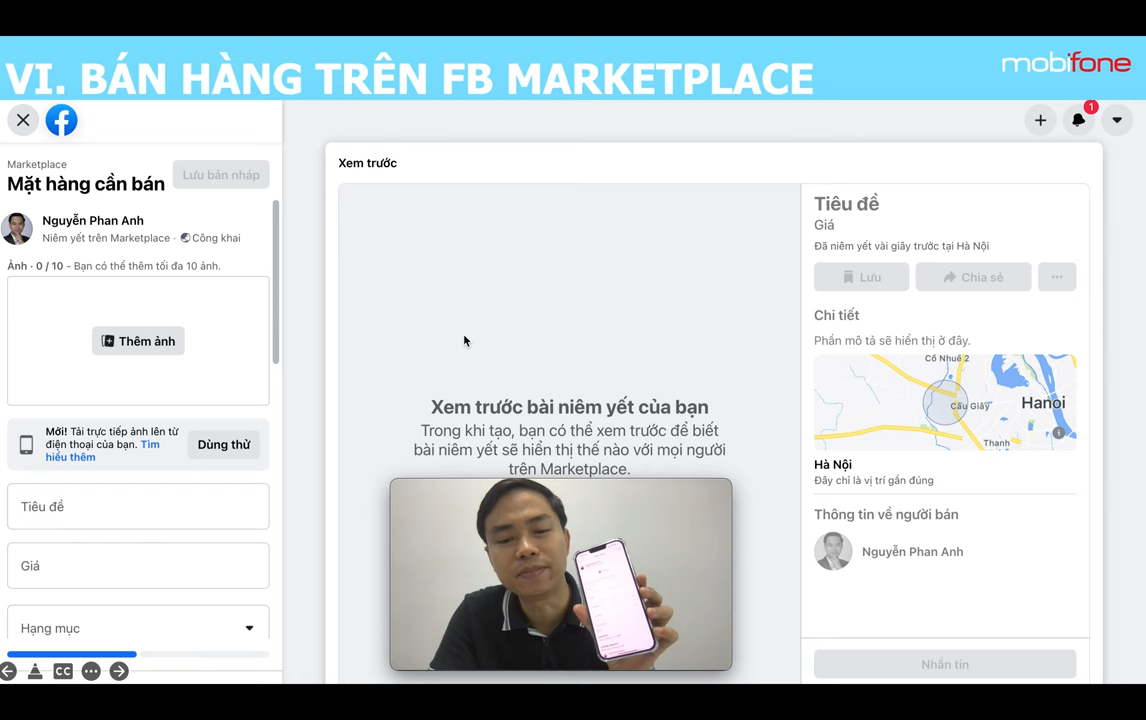 VI. BÁN HÀNG TRÊN FB MARKETPLACE
mobifone
1
Marketplace
Mặt hàng cần bán
Lưu bản nháp
Nguyễn Phan Anh
Niêm yết trên Marketplace · Công khai
Ảnh · 0 / 10 - Bạn có thể thêm tối đa 10 ảnh.
Thêm ảnh
Mới! Tải trực tiếp ảnh lên từ
điện thoại của bạn. Tìm
hiểu thêm
Dùng thử
Tiêu đề
Giá
Hạng mục
CC
Xem trước
Xem trước bài niêm yết của bạn
Trong khi tạo, bạn có thể xem trước để biết
bài niêm yết sẽ hiển thị thế nào với mọi người
trên Marketplace.
Tiêu đề
Giá
Đã niêm yết vài giây trước tại Hà Nội
Lưu
Chia sẻ
Chi tiết
Phần mô tả sẽ hiển thị ở đây.
Cổ Nhuế 2
Cầu Giấy
Hanoi
Thanh
Hà Nội
Đây chỉ là vị trí gần đúng
Thông tin về người bán
Nguyễn Phan Anh
Nhắn tin